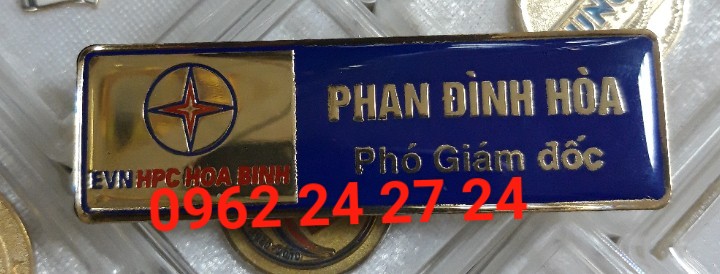 PHAN ĐÌNH HÒA
Phó Giám đốc
EVN HPC HOA BINH
0962 24 27 24